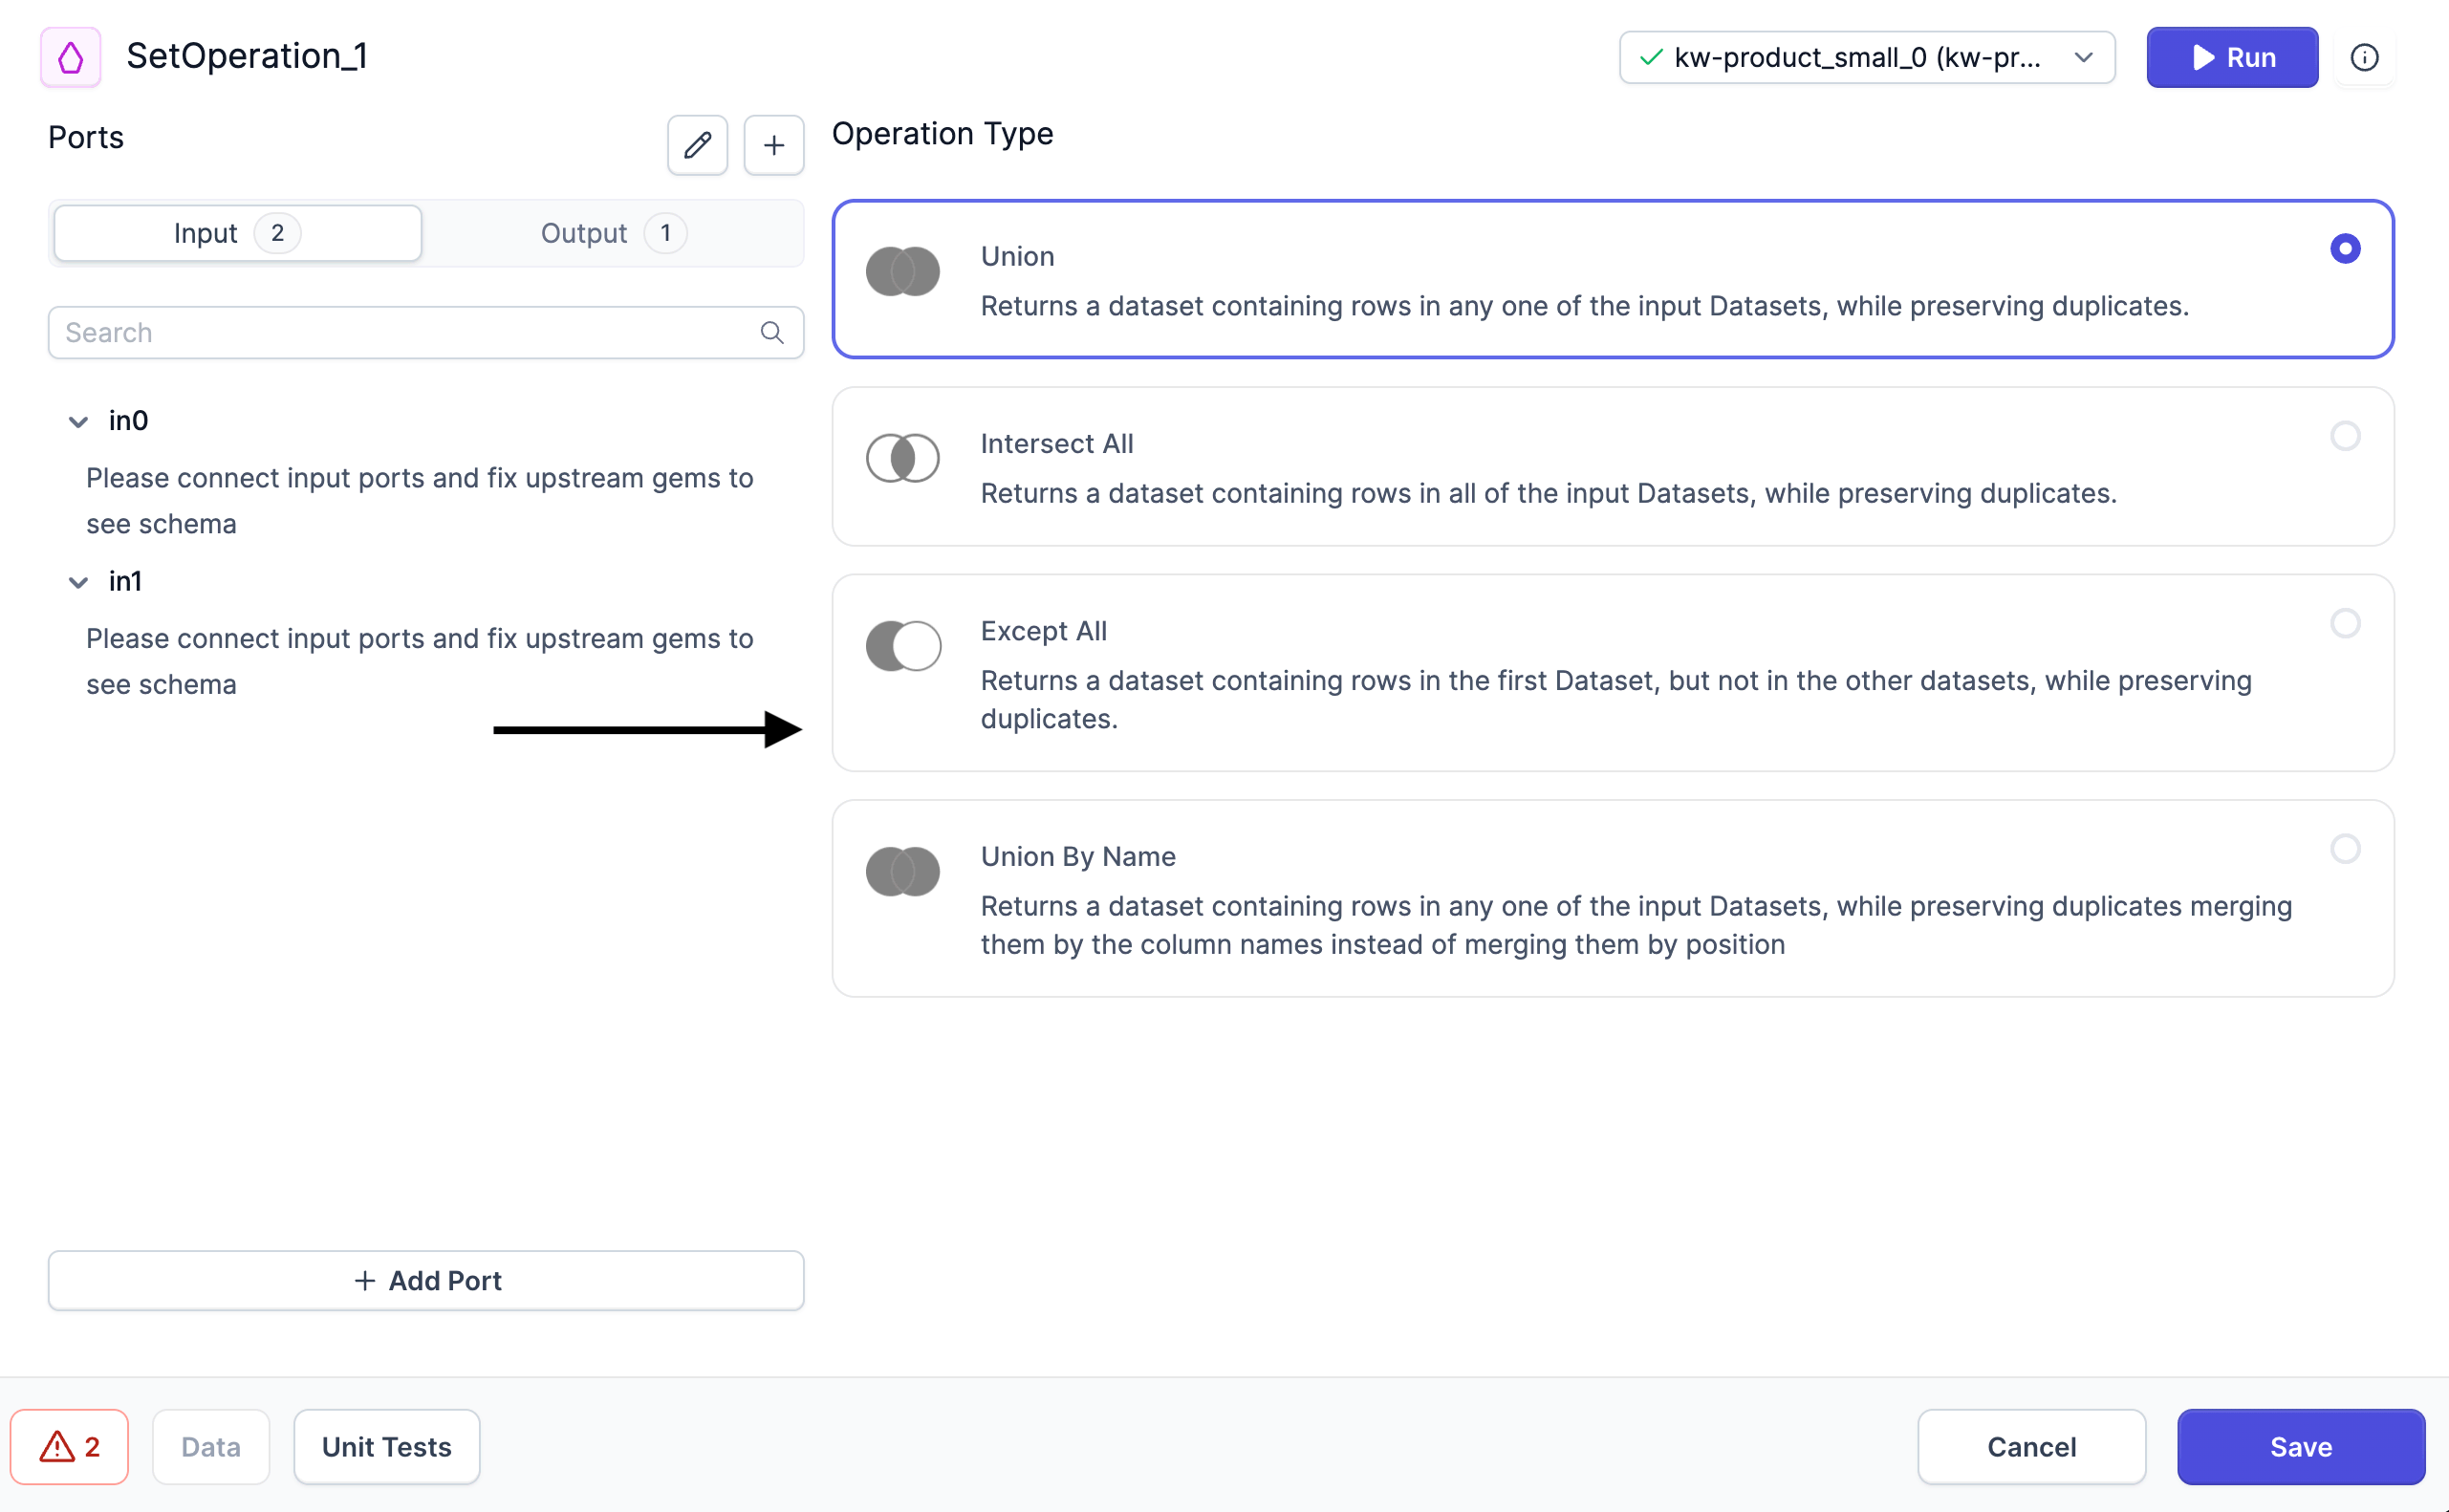 SetOperation_1
kw-product_small_0 (kw-pr...
Run
Ports
Operation Type
Input 2
Output 1
Search
in0
Please connect input ports and fix upstream gems to
see schema
in1
Please connect input ports and fix upstream gems to
see schema
Union
Returns a dataset containing rows in any one of the input Datasets, while preserving duplicates.
Intersect All
Returns a dataset containing rows in all of the input Datasets, while preserving duplicates.
Except All
Returns a dataset containing rows in the first Dataset, but not in the other datasets, while preserving
duplicates.
Union By Name
Returns a dataset containing rows in any one of the input Datasets, while preserving duplicates merging
them by the column names instead of merging them by position
+ Add Port
2
Data
Unit Tests
Cancel
Save